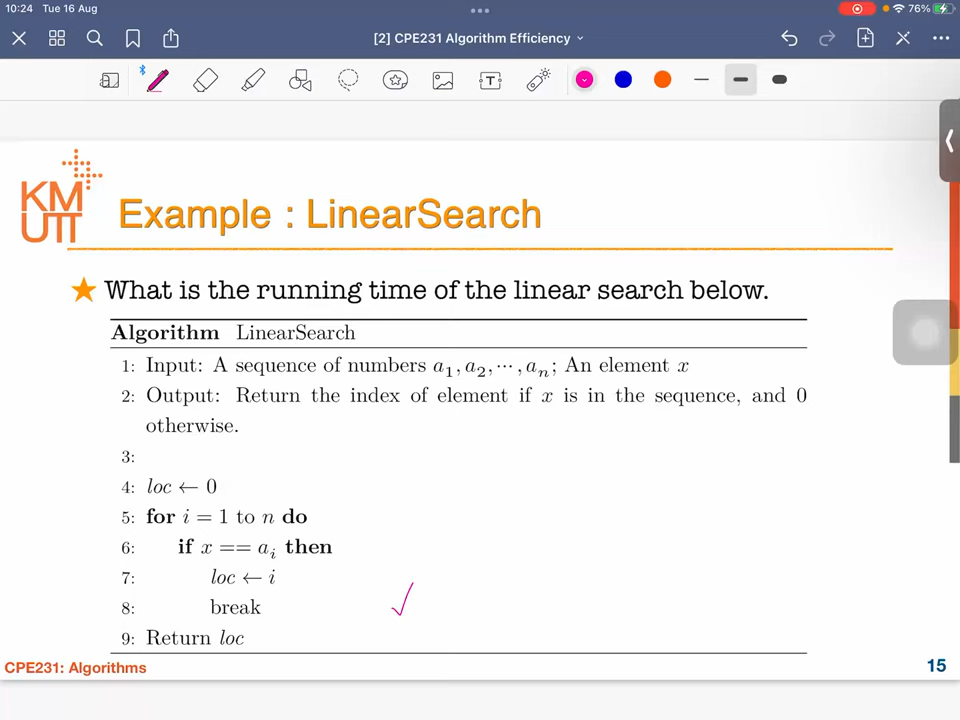 10:24 Tue 16 Aug 76%
[2] CPE231 Algorithm Efficiency
T
KM
UTT
Example : LinearSearch
What is the running time of the linear search below.
Algorithm LinearSearch
1: Input: A sequence of numbers a₁, a₂, ⋯, aₙ; An element x
2: Output: Return the index of element if x is in the sequence, and 0
otherwise.
3:
4: loc ← 0
5: for i = 1 to n do
6: if x == aᵢ then
7: loc ← i
8: break
9: Return loc
CPE231: Algorithms 15